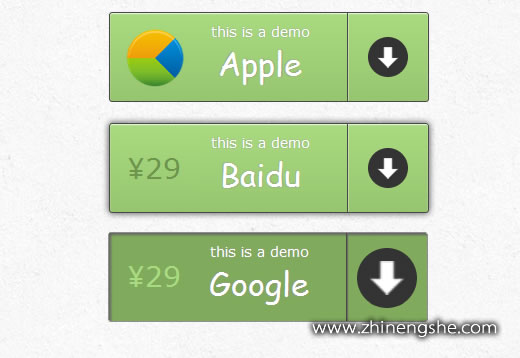 this is a demo
Apple
¥29
this is a demo
Baidu
¥29
this is a demo
Google
www.zhinengshe.com